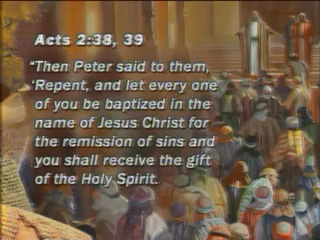 Acts 2:38, 39
“Then Peter said to them,
‘Repent, and let every one
of you be baptized in the
name of Jesus Christ for
the remission of sins and
you shall receive the gift
of the Holy Spirit.